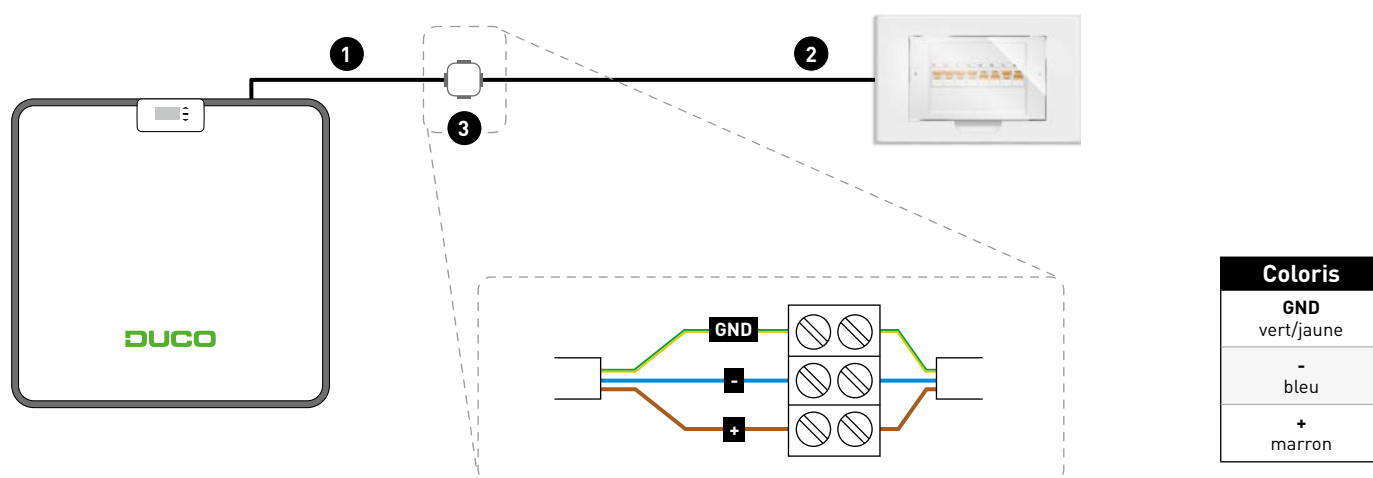 1
2
3
DUCO
GND
-
+
Coloris
GND
vert/jaune
-
bleu
+
marron